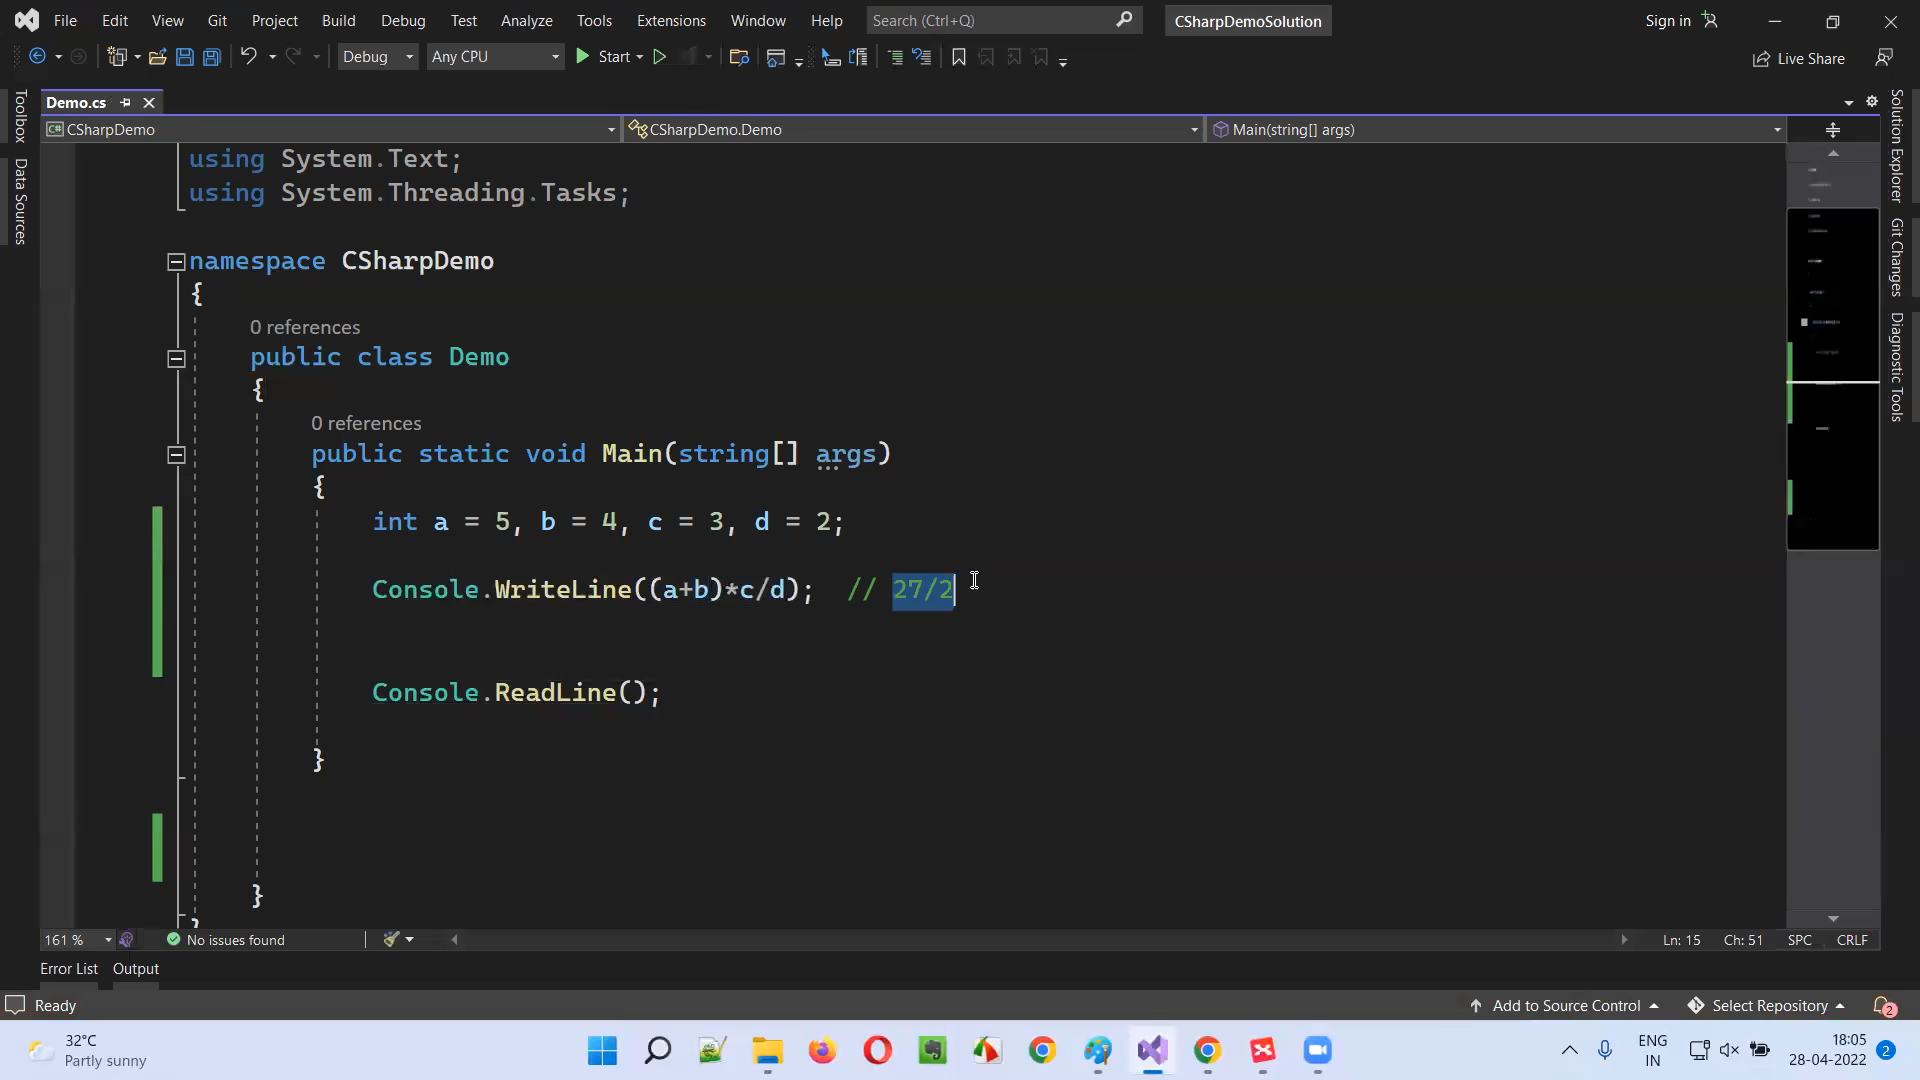 File Edit View Git Project Build Debug Test Analyze Tools Extensions Window Help Search (Ctrl+Q) CSharpDemoSolution Sign in
Debug Any CPU Start Live Share
Demo.cs
CSharpDemo CSharpDemo.Demo Main(string[] args)
Toolbox
Data Sources
using System.Text;
using System.Threading.Tasks;
namespace CSharpDemo
{
0 references
public class Demo
{
0 references
public static void Main(string[] args)
{
int a = 5, b = 4, c = 3, d = 2;
Console.WriteLine((a+b)*c/d);  // 27/2
Console.ReadLine();
}
}
Solution Explorer
Git Changes
Diagnostic Tools
161 % No issues found Ln: 15 Ch: 51 SPC CRLF
Error List Output
Ready Add to Source Control Select Repository 2
32°C
Partly sunny
ENG
IN
18:05
28-04-2022
2